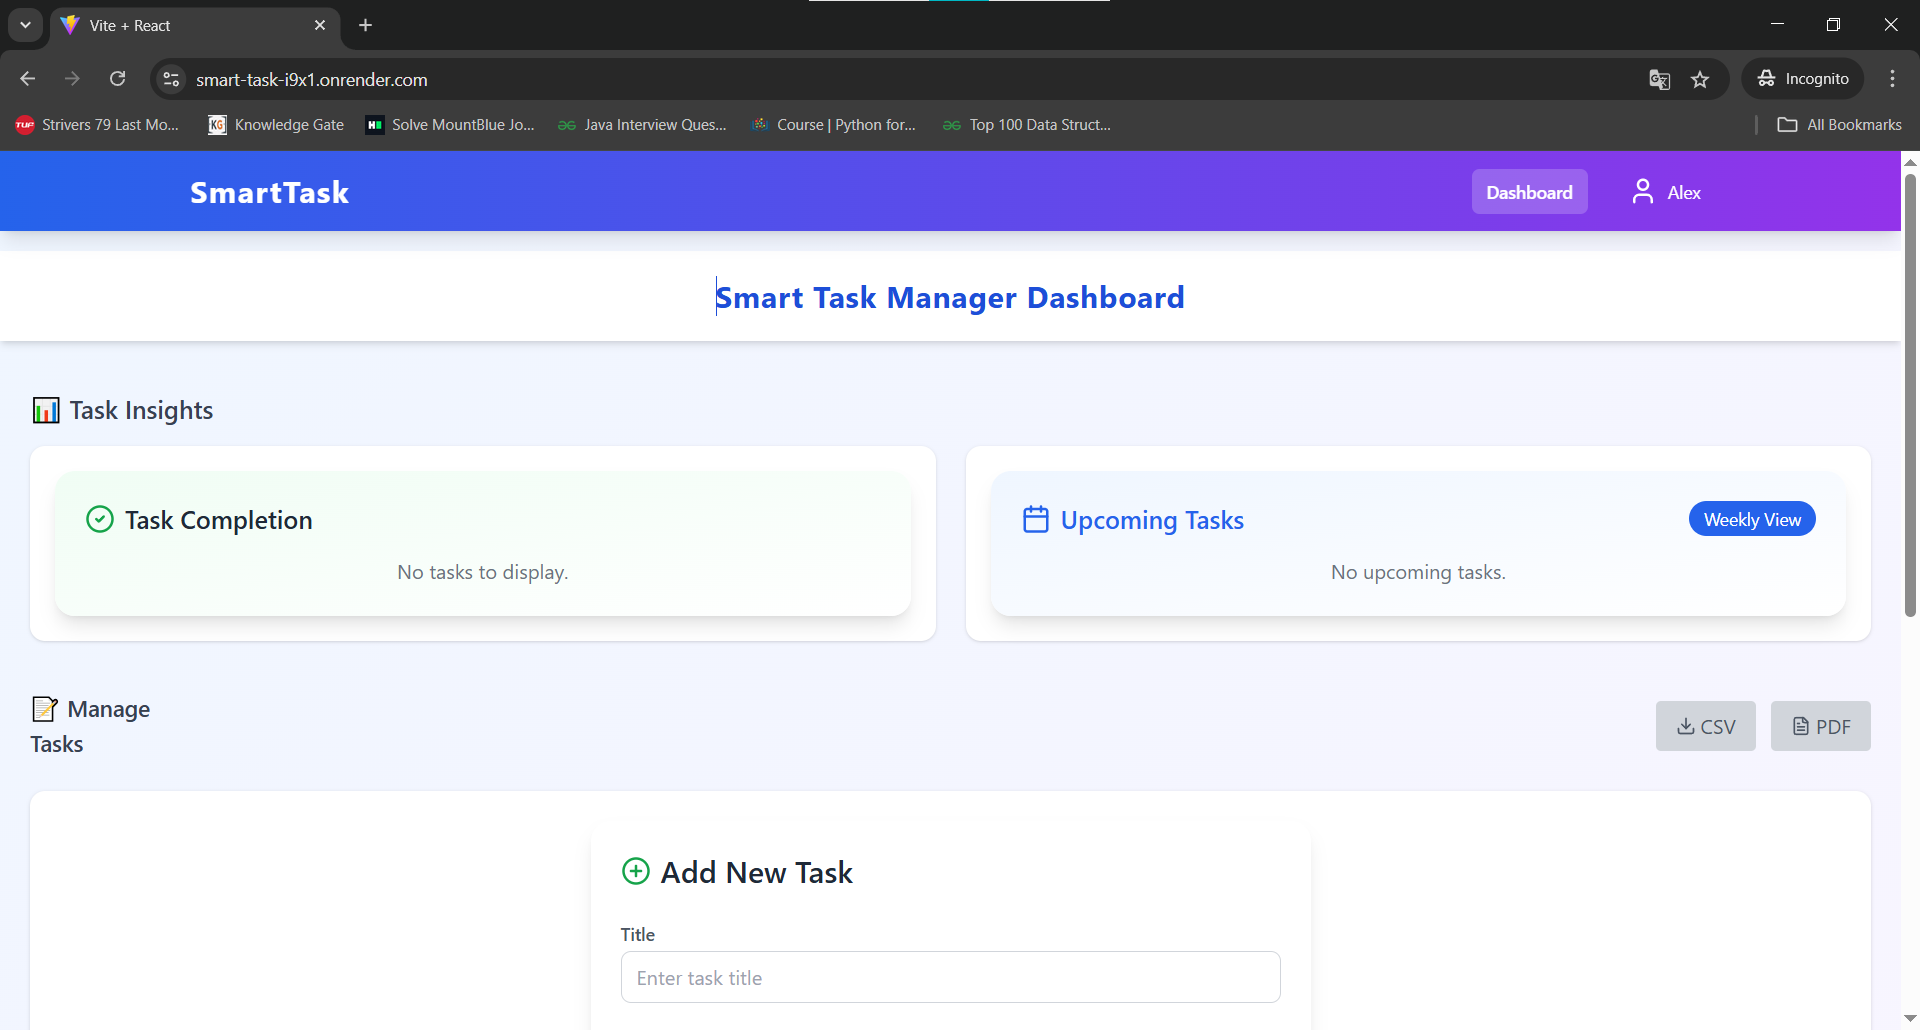 Vite + React
smart-task-i9x1.onrender.com
Incognito
TUF Strivers 79 Last Mo...
KG Knowledge Gate
Solve MountBlue Jo...
Java Interview Ques...
Course | Python for...
Top 100 Data Struct...
All Bookmarks
SmartTask
Dashboard
Alex
Smart Task Manager Dashboard
Task Insights
Task Completion
No tasks to display.
Upcoming Tasks
Weekly View
No upcoming tasks.
Manage
Tasks
CSV
PDF
Add New Task
Title
Enter task title